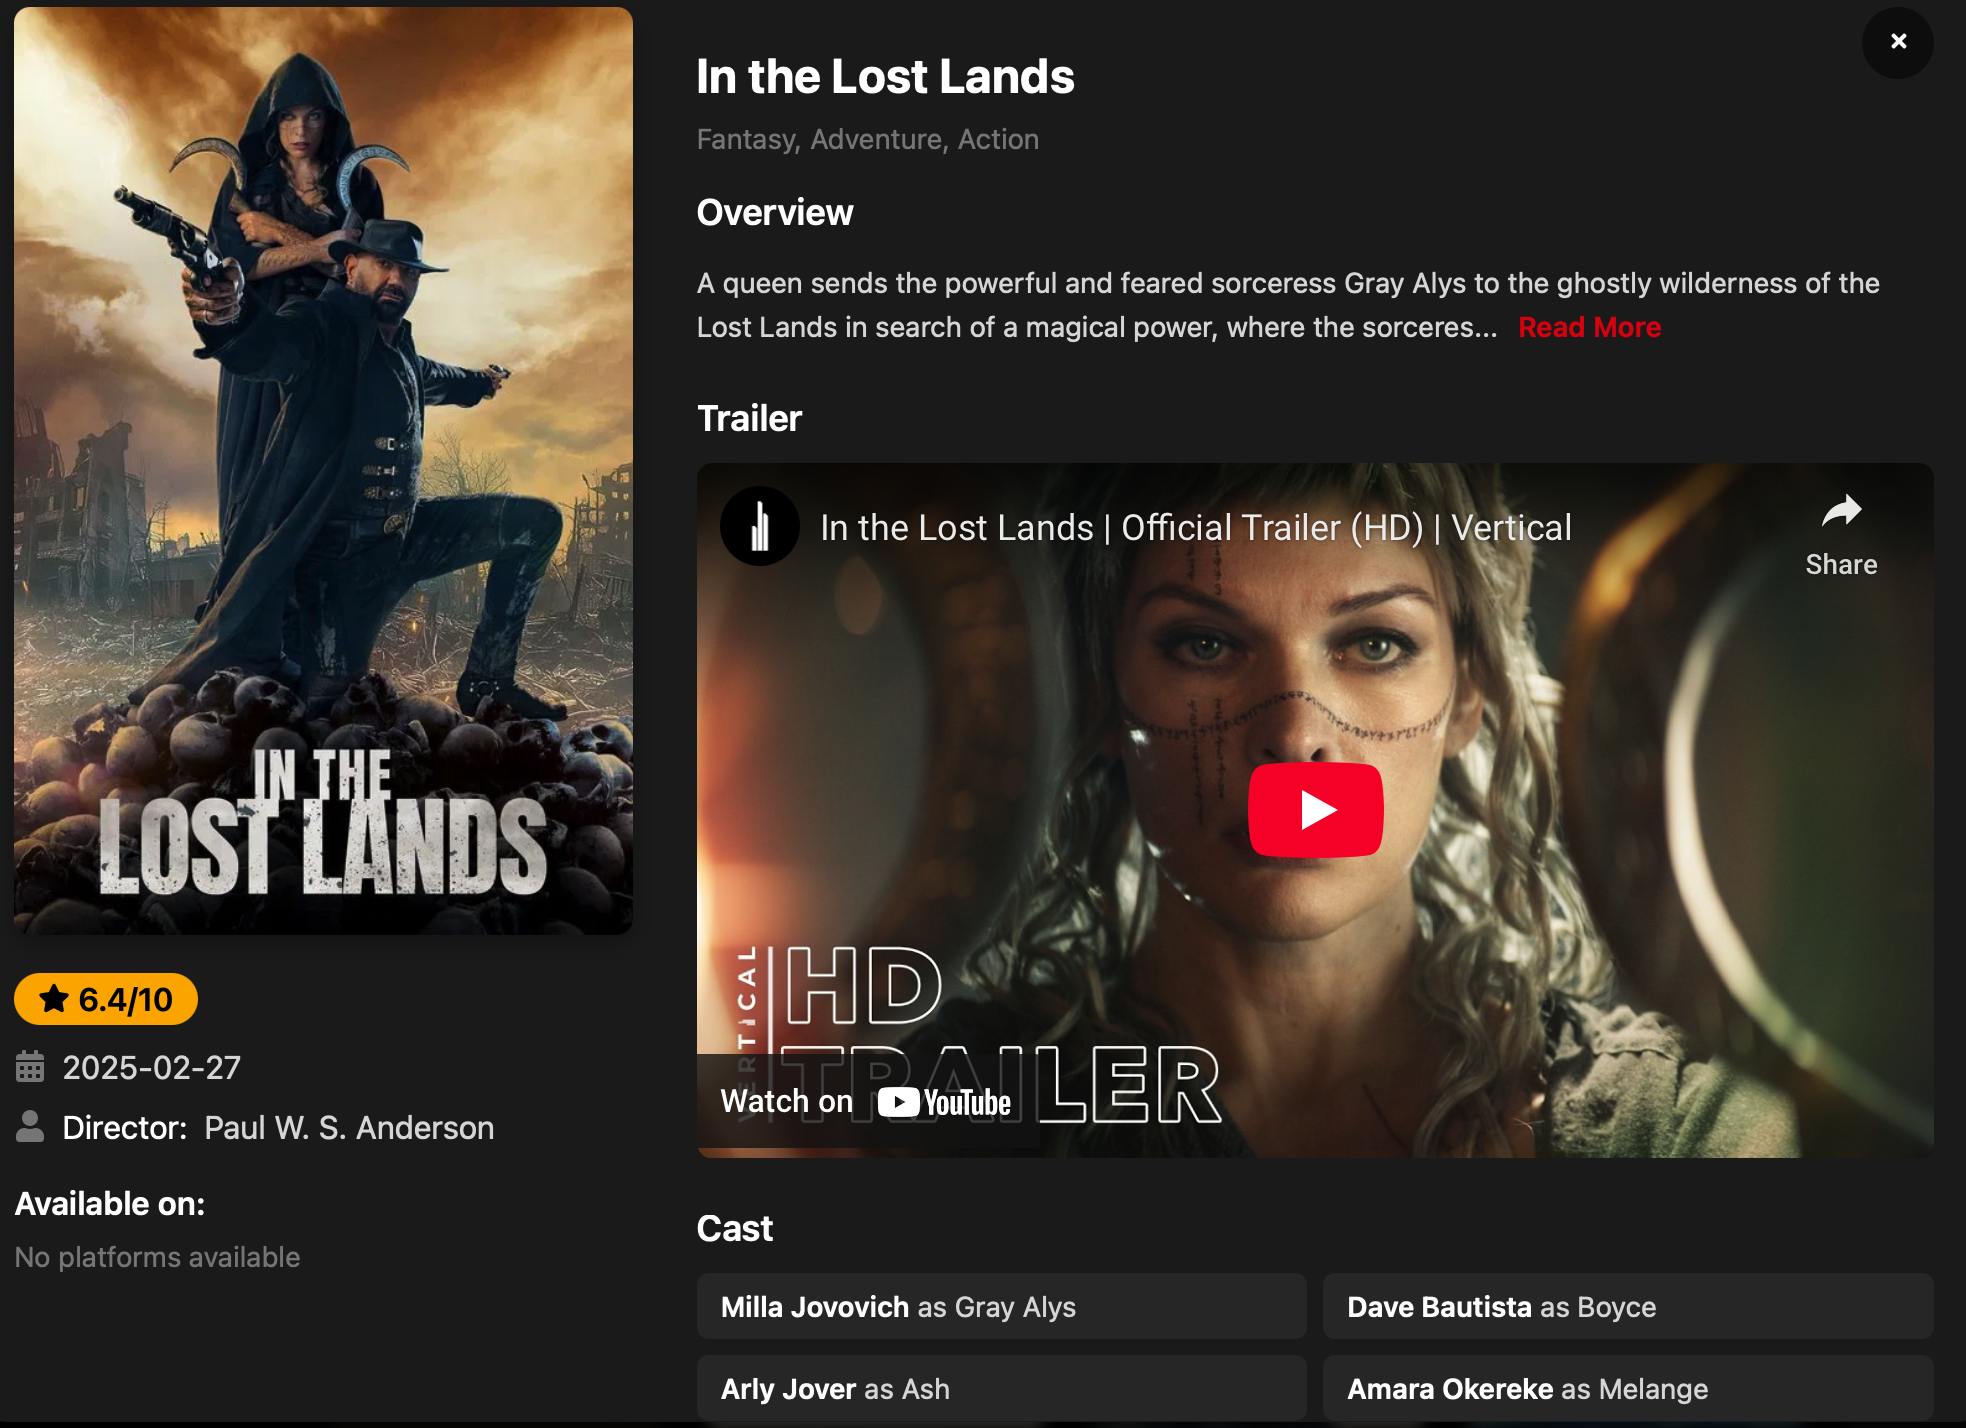 In the Lost Lands
Fantasy, Adventure, Action
Overview
A queen sends the powerful and feared sorceress Gray Alys to the ghostly wilderness of the
Lost Lands in search of a magical power, where the sorceres... Read More
Trailer
In the Lost Lands | Official Trailer (HD) | Vertical
Share
VERTICAL
HD
TRAILER
Watch on YouTube
IN THE
LOST LANDS
6.4/10
2025-02-27
Director: Paul W. S. Anderson
Available on:
No platforms available
Cast
Milla Jovovich as Gray Alys
Dave Bautista as Boyce
Arly Jover as Ash
Amara Okereke as Melange